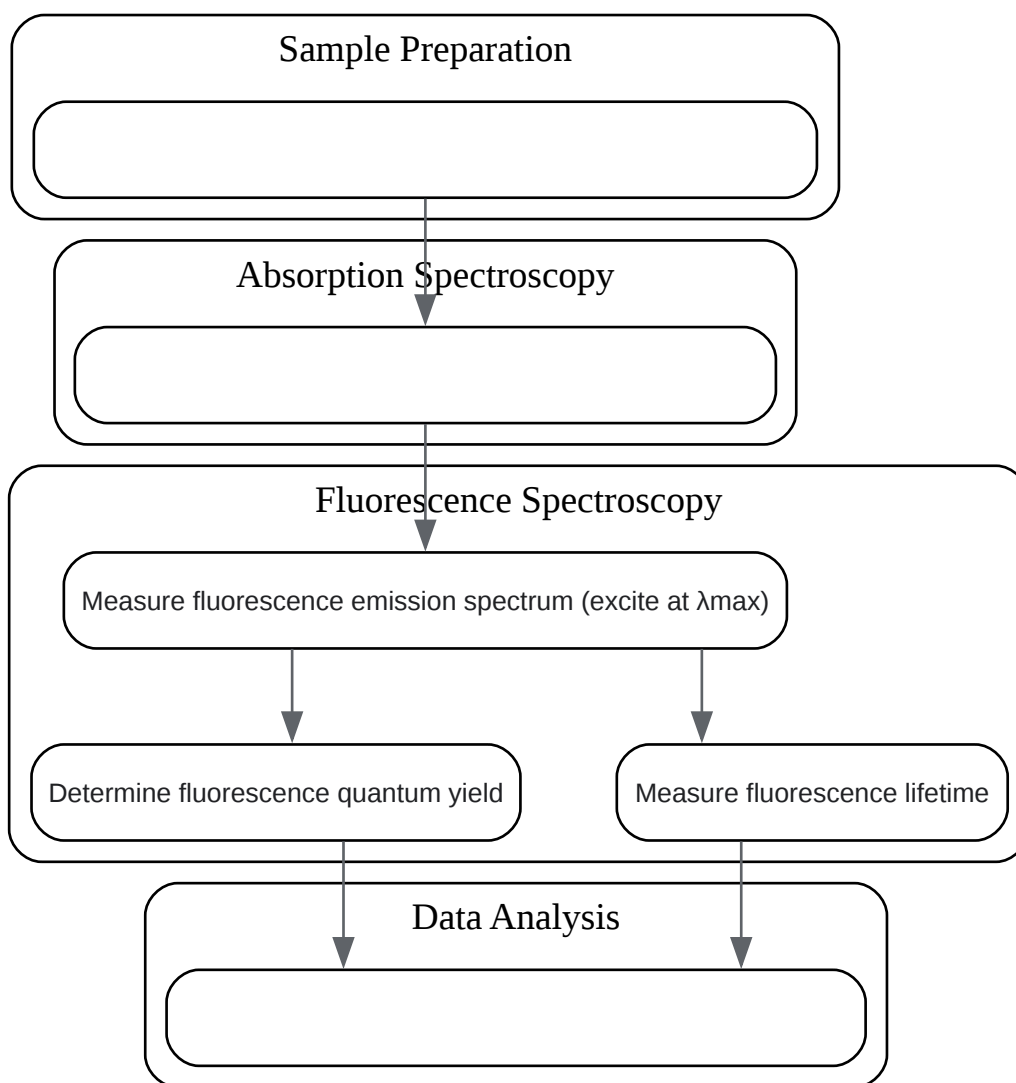 Sample Preparation
Absorption Spectroscopy
Fluorescence Spectroscopy
Measure fluorescence emission spectrum (excite at λmax)
Determine fluorescence quantum yield
Measure fluorescence lifetime
Data Analysis